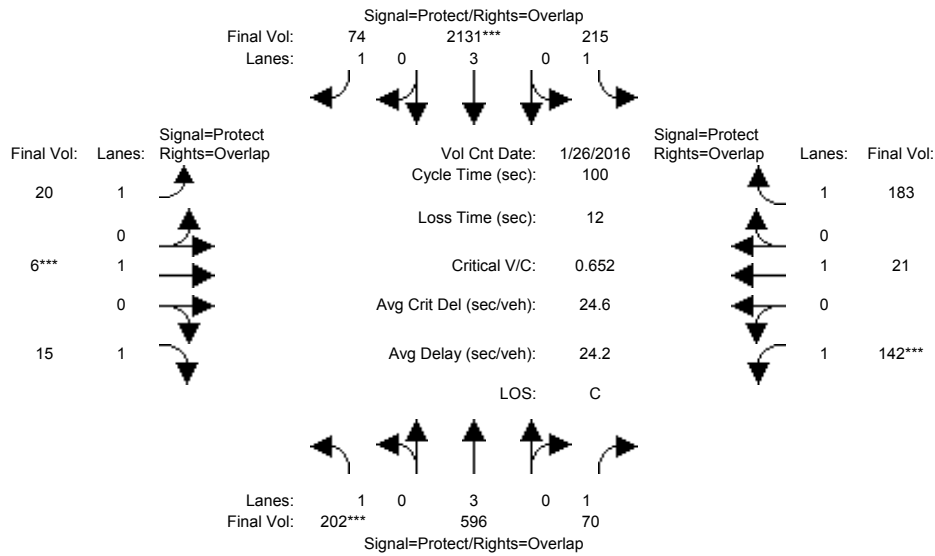 Signal=Protect/Rights=Overlap
Final Vol: 74 2131*** 215
Lanes: 1 0 3 0 1
Signal=Protect Signal=Protect
Final Vol: Lanes: Rights=Overlap Vol Cnt Date: 1/26/2016 Rights=Overlap Lanes: Final Vol:
Cycle Time (sec): 100
20 1 1 183
Loss Time (sec): 12
0 0
6*** 1 Critical V/C: 0.652 1 21
0 Avg Crit Del (sec/veh): 24.6 0
15 1 Avg Delay (sec/veh): 24.2 1 142***
LOS: C
Lanes: 1 0 3 0 1
Final Vol: 202*** 596 70
Signal=Protect/Rights=Overlap